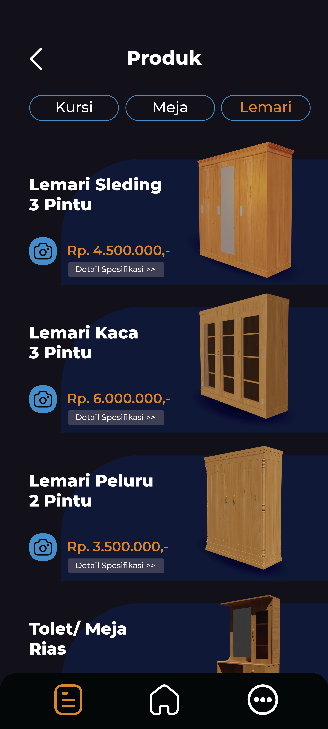 Produk
Kursi
Meja
Lemari
Lemari Sleding
3 Pintu
Rp. 4.500.000,-
Detail Spesifikasi >>
Lemari Kaca
3 Pintu
Rp. 6.000.000,-
Detail Spesifikasi >>
Lemari Peluru
2 Pintu
Rp. 3.500.000,-
Detail Spesifikasi >>
Tolet/ Meja
Rias